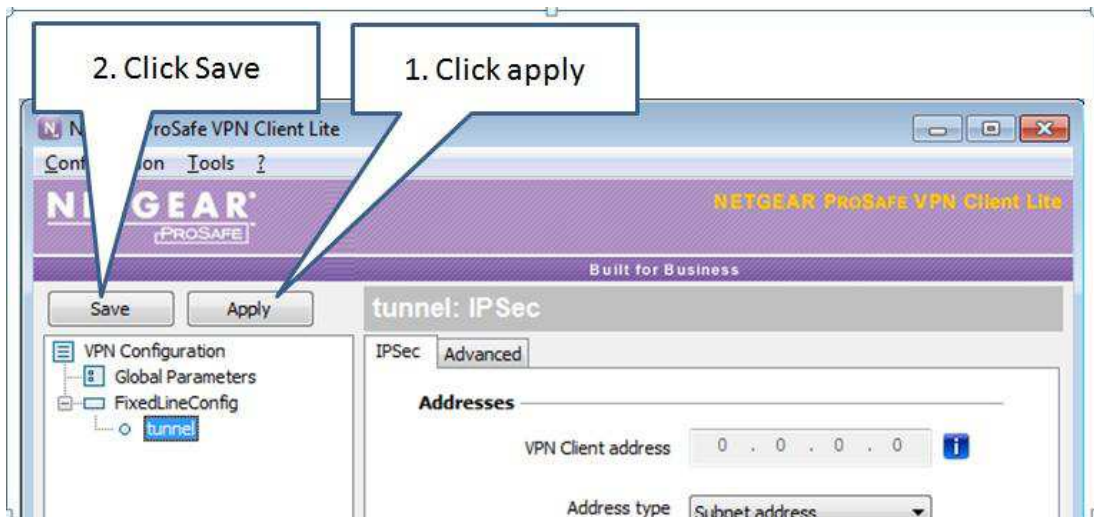 2. Click Save
1. Click apply
ProSafe VPN Client Lite
Tools ?
NETGEAR PROSAFE VPN Client Lite
PROSAFE
Built for Business
Save
Apply
tunnel: IPSec
VPN Configuration
Global Parameters
FixedLineConfig
tunnel
IPSec
Advanced
Addresses
VPN Client address
0 . 0 . 0 . 0
Address type
Subnet address